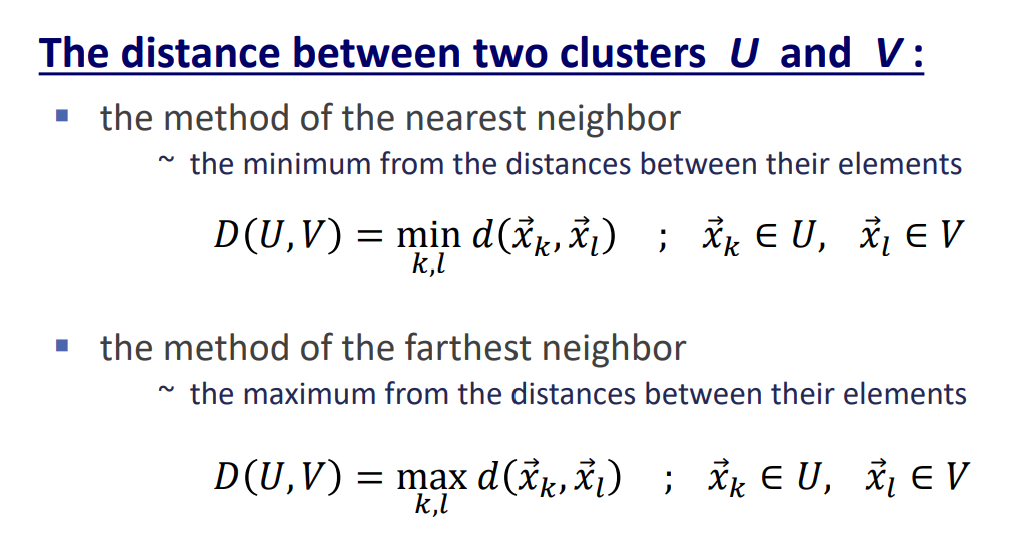 The distance between two clusters U and V :
▪ the method of the nearest neighbor
~ the minimum from the distances between their elements
D(U,V) = min d(x⃗ₖ, x⃗ₗ) ; x⃗ₖ ∈ U, x⃗ₗ ∈ V
k,l
▪ the method of the farthest neighbor
~ the maximum from the distances between their elements
D(U,V) = max d(x⃗ₖ, x⃗ₗ) ; x⃗ₖ ∈ U, x⃗ₗ ∈ V
k,l